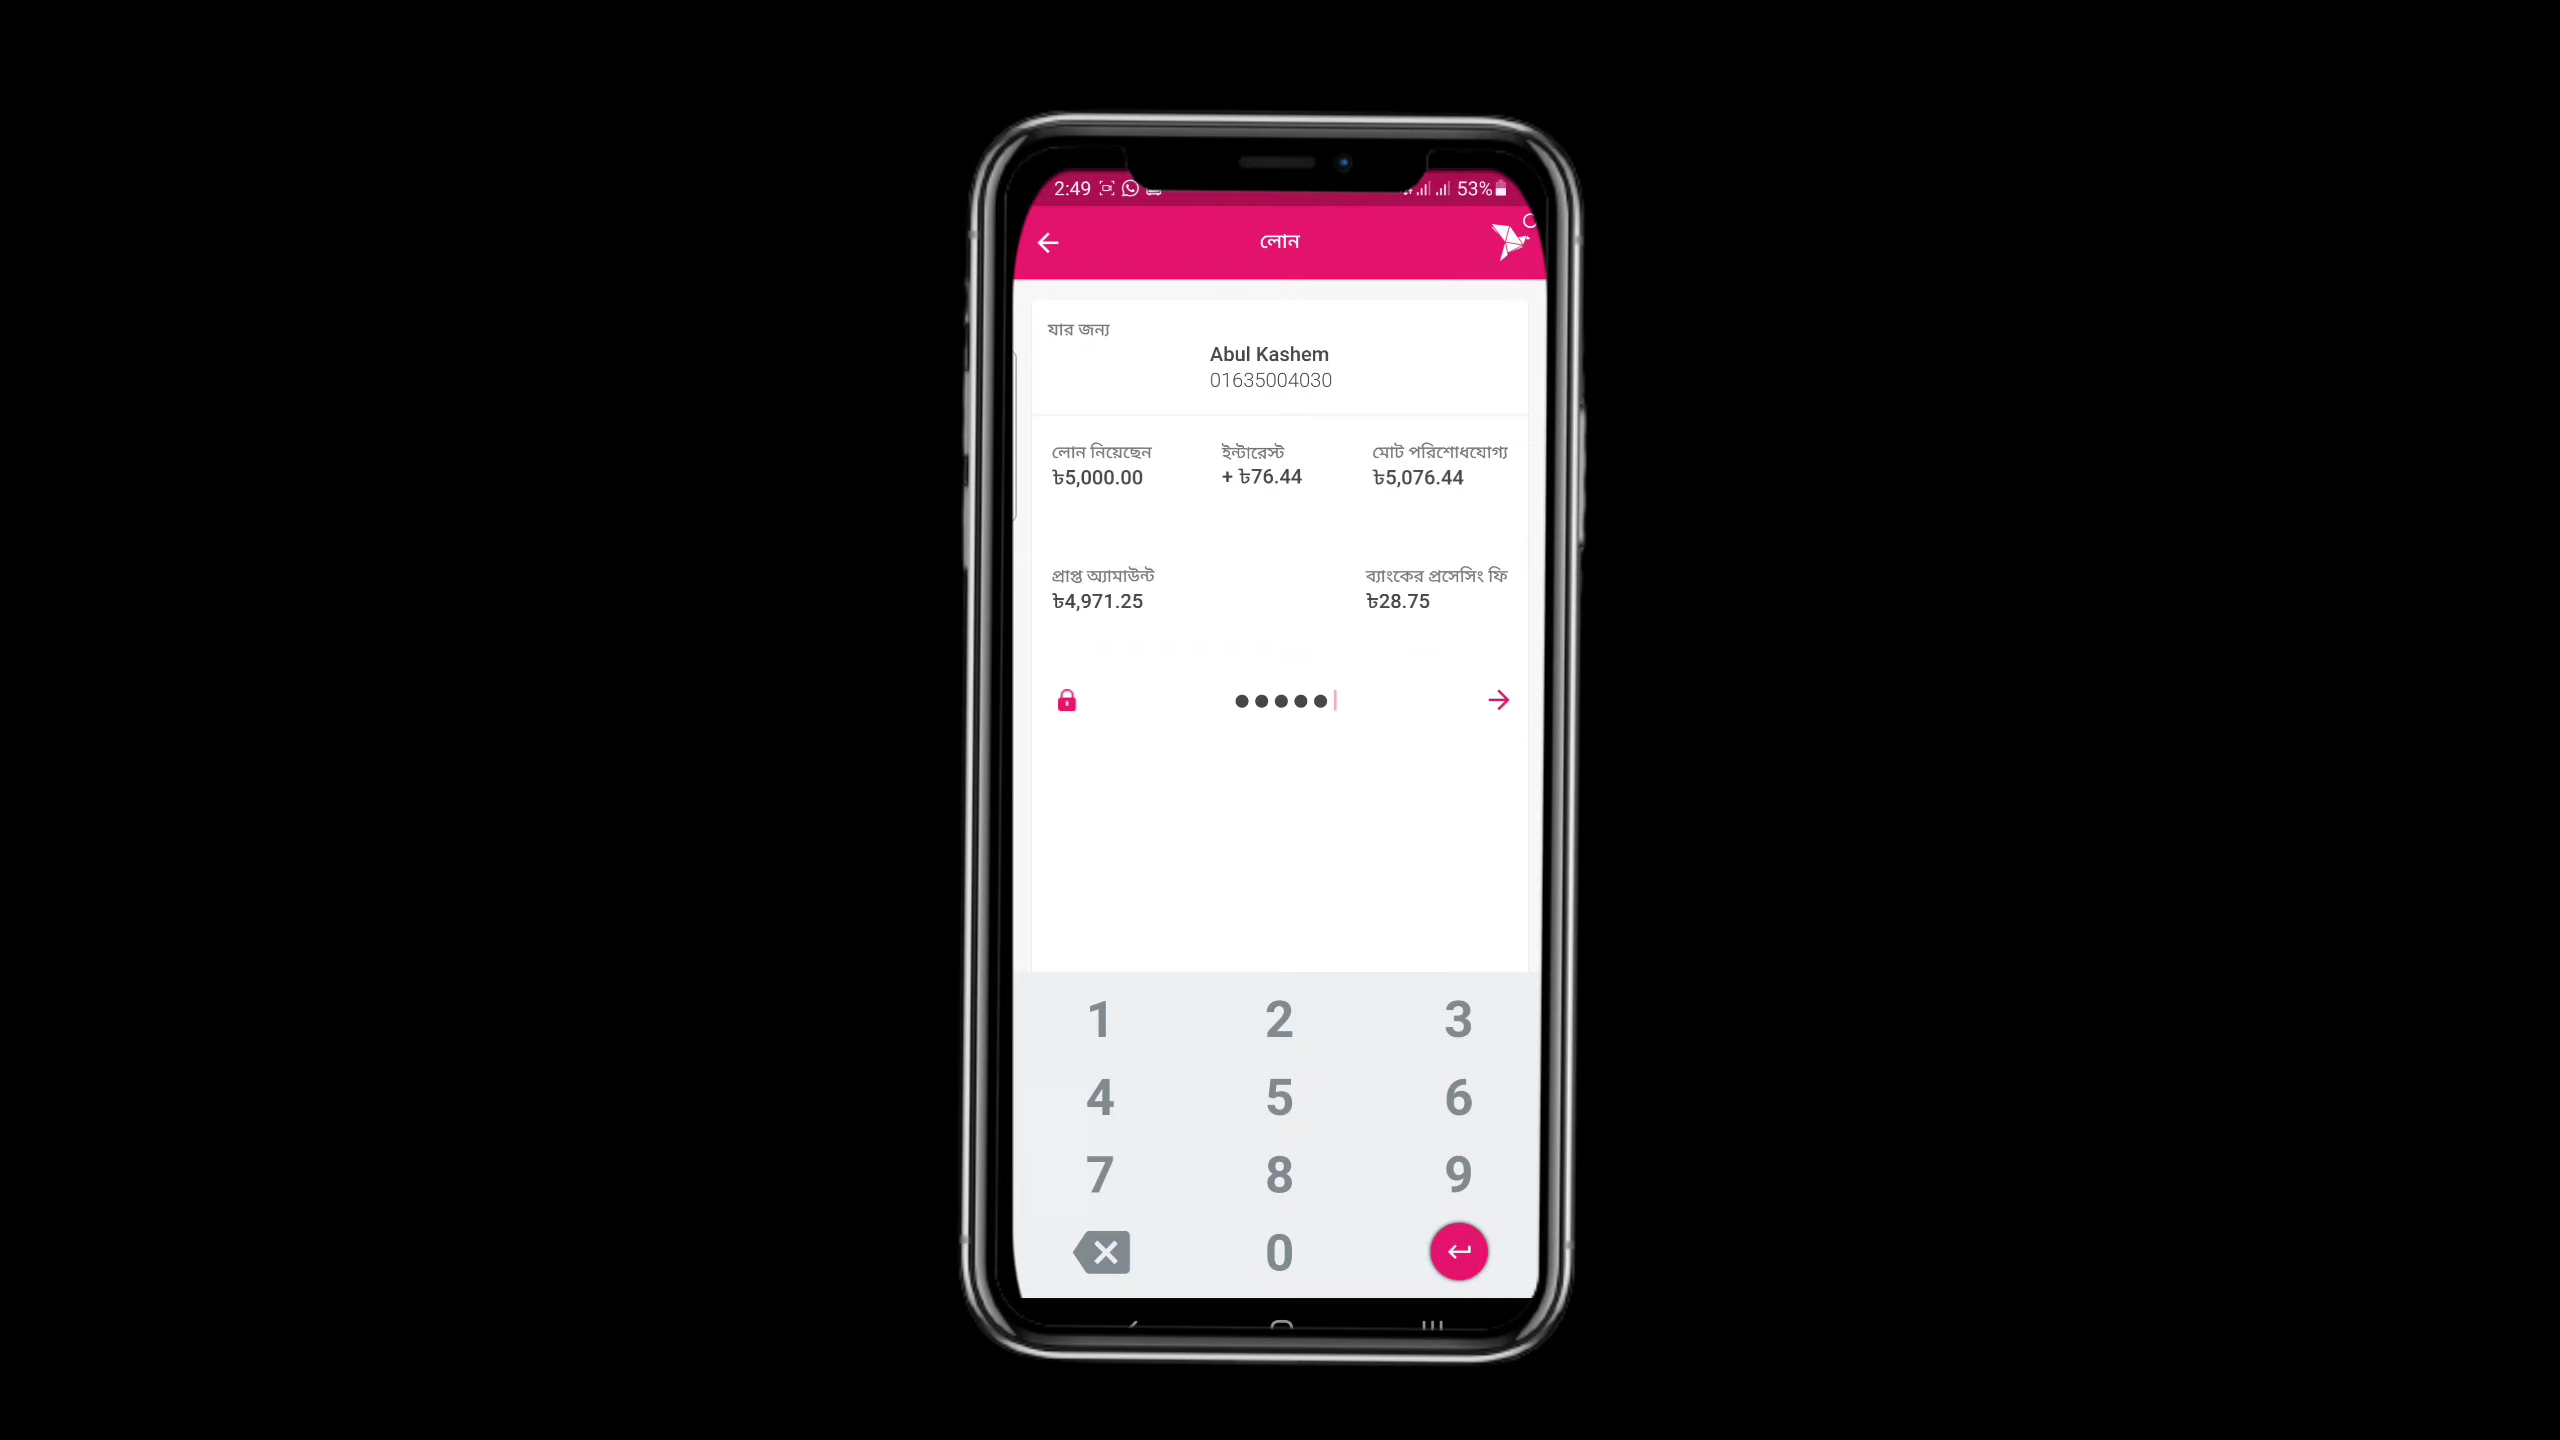 2:49
53%
লোন
যার জন্য
Abul Kashem
01635004030
লোন নিয়েছেন ইন্টারেস্ট মোট পরিশোধযোগ্য
৳5,000.00 + ৳76.44 ৳5,076.44
প্রাপ্ত অ্যামাউন্ট ব্যাংকের প্রসেসিং ফি
৳4,971.25 ৳28.75
1 2 3
4 5 6
7 8 9
0